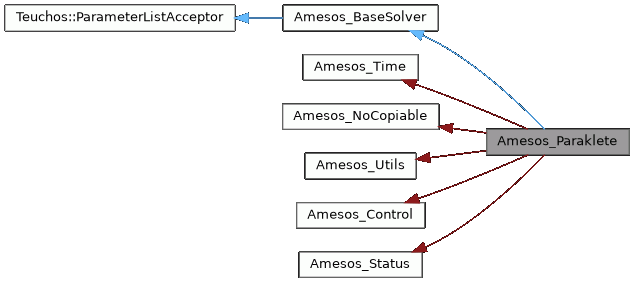 Teuchos::ParameterListAcceptor
Amesos_BaseSolver
Amesos_Time
Amesos_NoCopiable
Amesos_Paraklete
Amesos_Utils
Amesos_Control
Amesos_Status